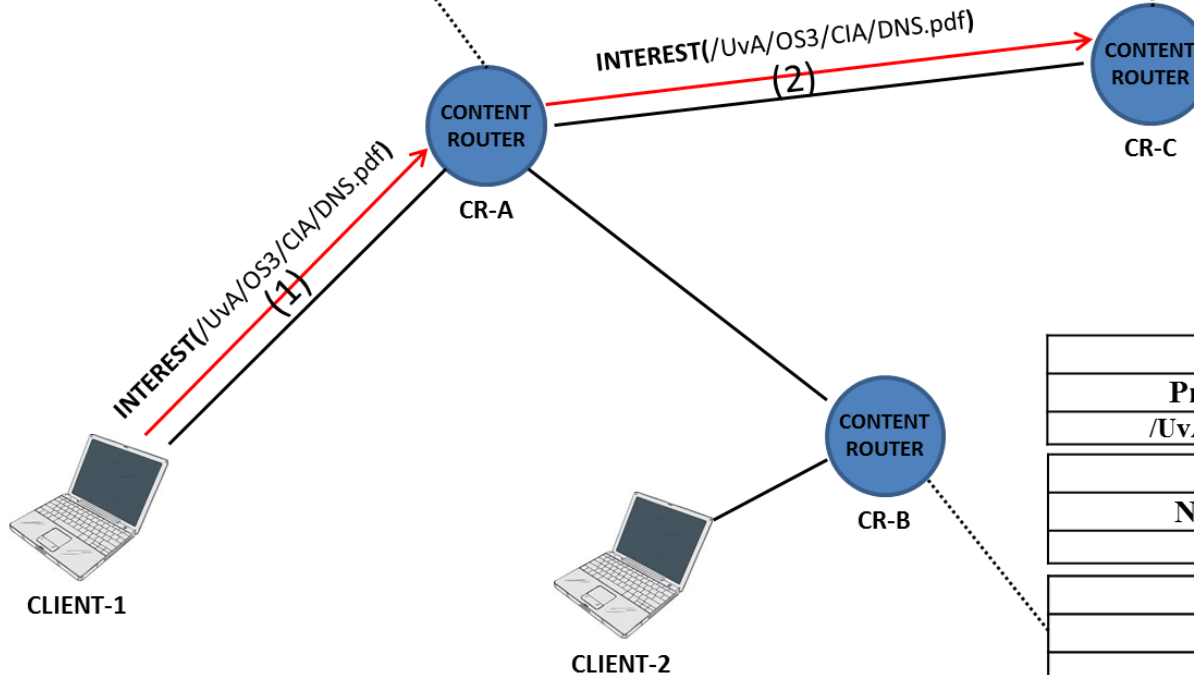 INTEREST(/UvA/OS3/CIA/DNS.pdf)
(2)
CONTENT
ROUTER
CR-C
CONTENT
ROUTER
CR-A
INTEREST(/UvA/OS3/CIA/DNS.pdf)
(1)
CONTENT
ROUTER
CR-B
CLIENT-1
CLIENT-2